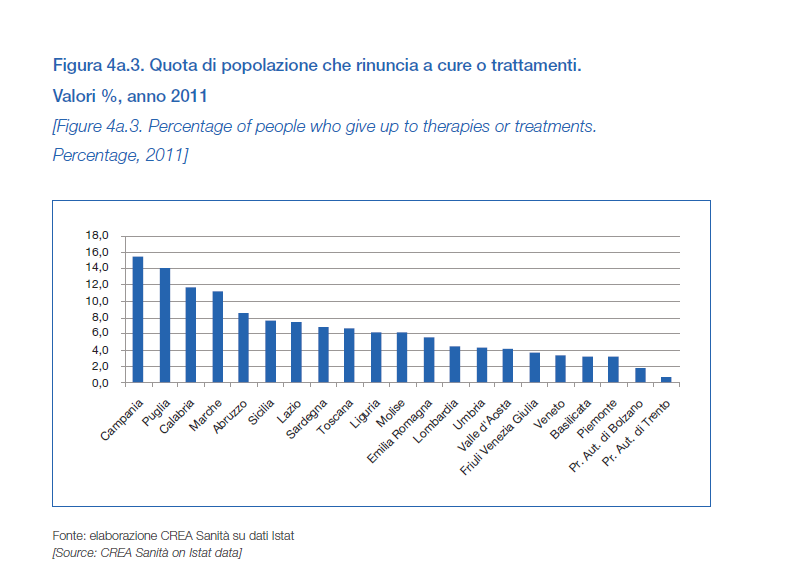 Figura 4a.3. Quota di popolazione che rinuncia a cure o trattamenti.
Valori %, anno 2011
[Figure 4a.3. Percentage of people who give up to therapies or treatments.
Percentage, 2011]
18,0
16,0
14,0
12,0
10,0
8,0
6,0
4,0
2,0
0,0
Campania
Puglia
Calabria
Marche
Abruzzo
Sicilia
Lazio
Sardegna
Toscana
Liguria
Molise
Emilia Romagna
Lombardia
Umbria
Valle d'Aosta
Friuli Venezia Giulia
Veneto
Basilicata
Piemonte
Pr. Aut. di Bolzano
Pr. Aut. di Trento
Fonte: elaborazione CREA Sanità su dati Istat
[Source: CREA Sanità on Istat data]